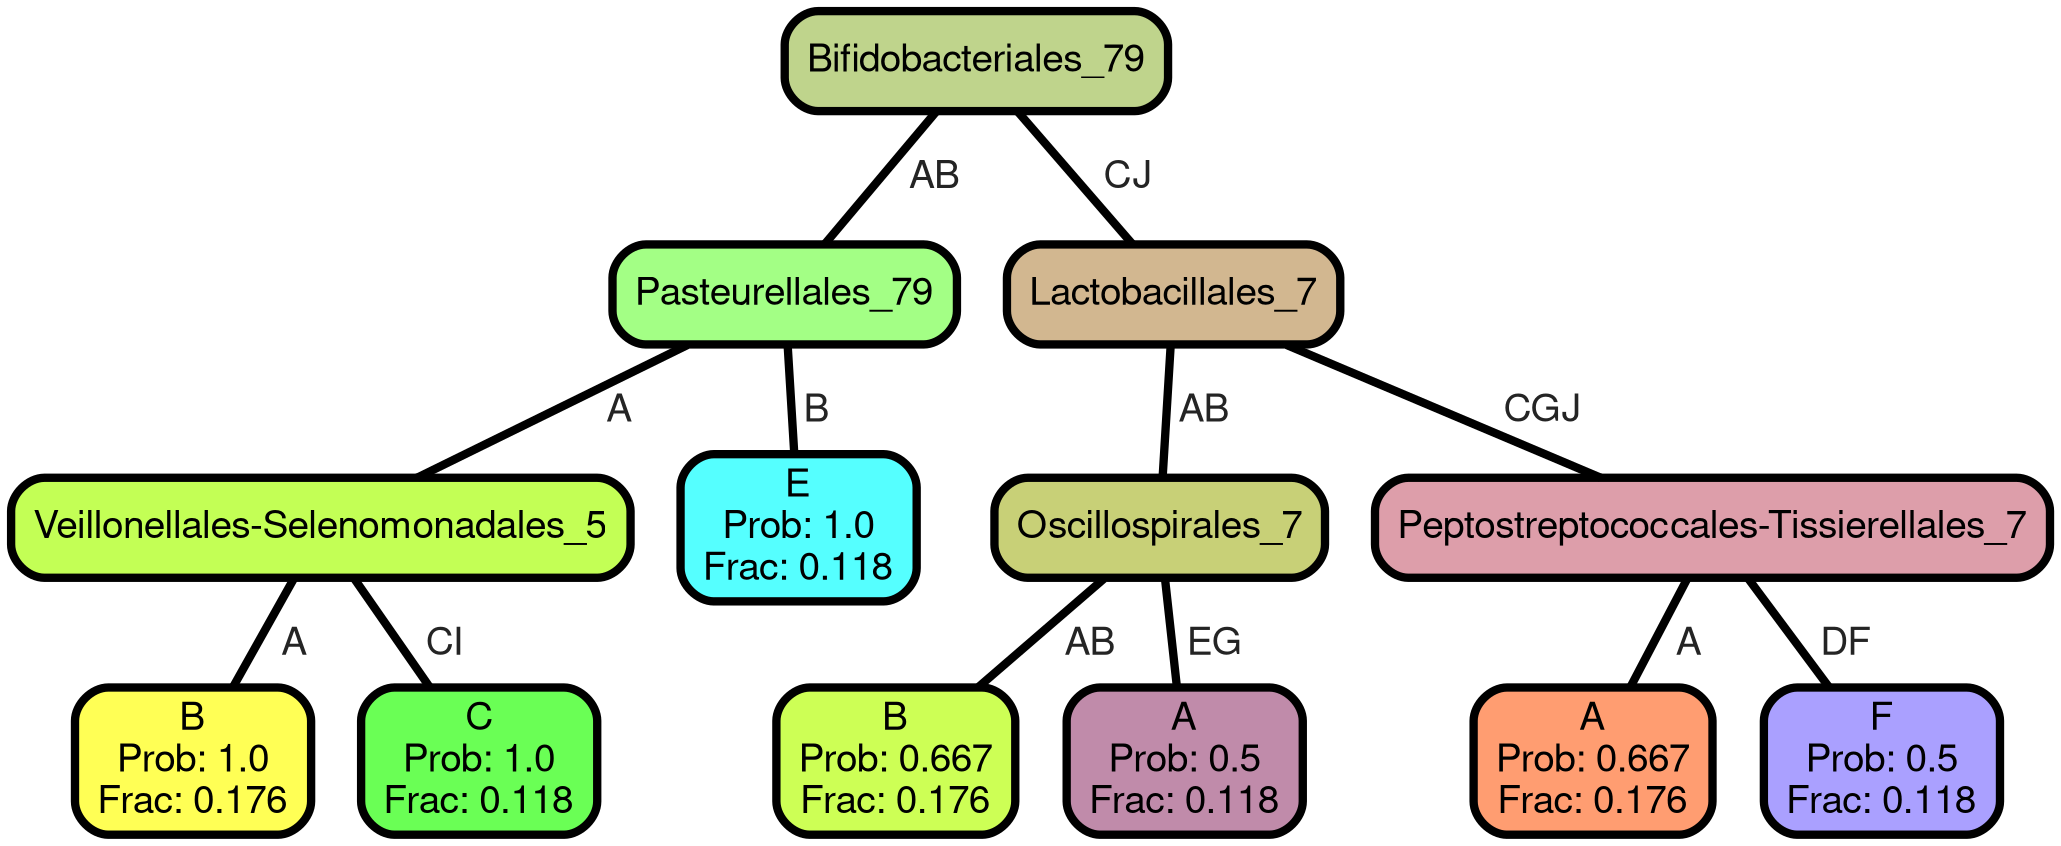 Bifidobacteriales_79
AB
CJ
Pasteurellales_79
Lactobacillales_7
A
B
AB
CGJ
Veillonellales-Selenomonadales_5
E
Prob: 1.0
Frac: 0.118
Oscillospirales_7
Peptostreptococcales-Tissierellales_7
A
CI
AB
EG
A
DF
B
Prob: 1.0
Frac: 0.176
C
Prob: 1.0
Frac: 0.118
B
Prob: 0.667
Frac: 0.176
A
Prob: 0.5
Frac: 0.118
A
Prob: 0.667
Frac: 0.176
F
Prob: 0.5
Frac: 0.118